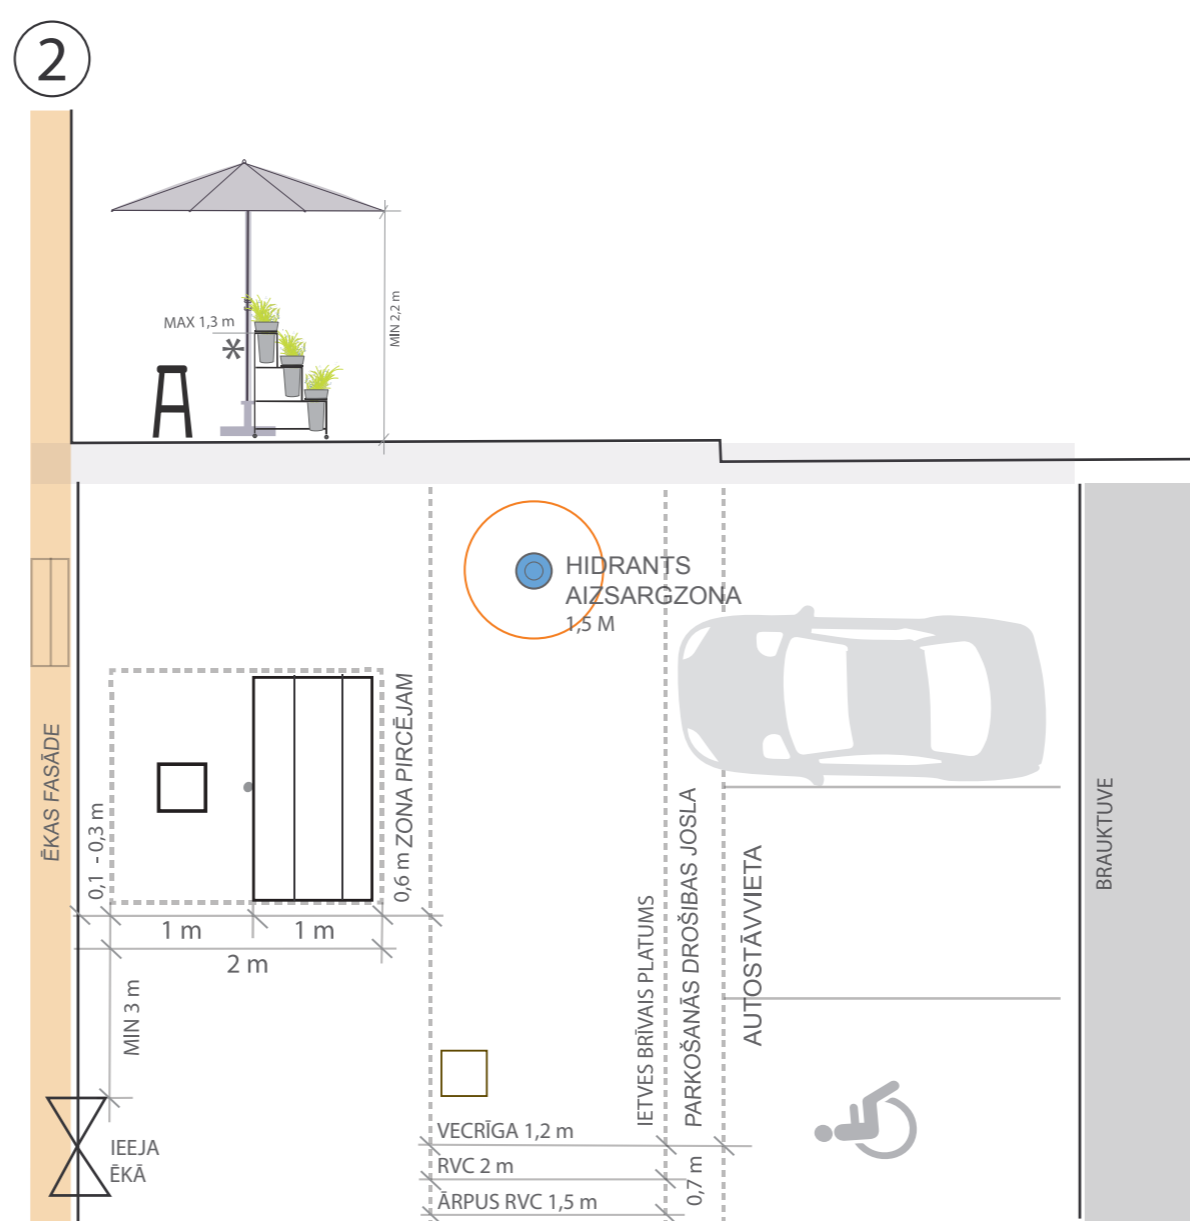 2
MAX 1,3 m
*
MIN 2,2 m
HIDRANTS
AIZSARGZONA
1,5 M
ĒKAS FASĀDE
0,1 - 0,3 m
0,6 m ZONA PIRCĒJAM
1 m
1 m
2 m
MIN 3 m
IETVES BRĪVAIS PLATUMS
PARKOŠANĀS DROŠIBAS JOSLA
AUTOSTĀVVIETA
BRAUKTUVE
IEEJA
ĒKĀ
VECRĪGA 1,2 m
RVC 2 m
ĀRPUS RVC 1,5 m
0,7 m